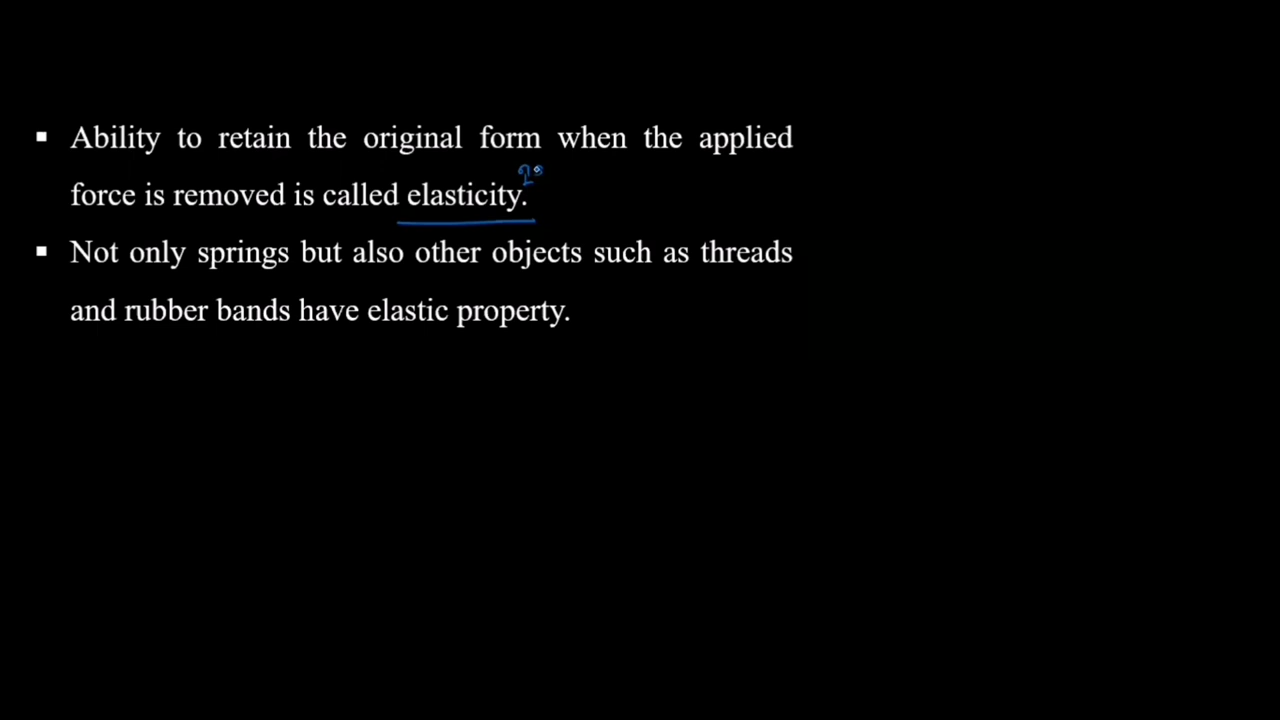 ▪ Ability to retain the original form when the applied
force is removed is called elasticity.
▪ Not only springs but also other objects such as threads
and rubber bands have elastic property.